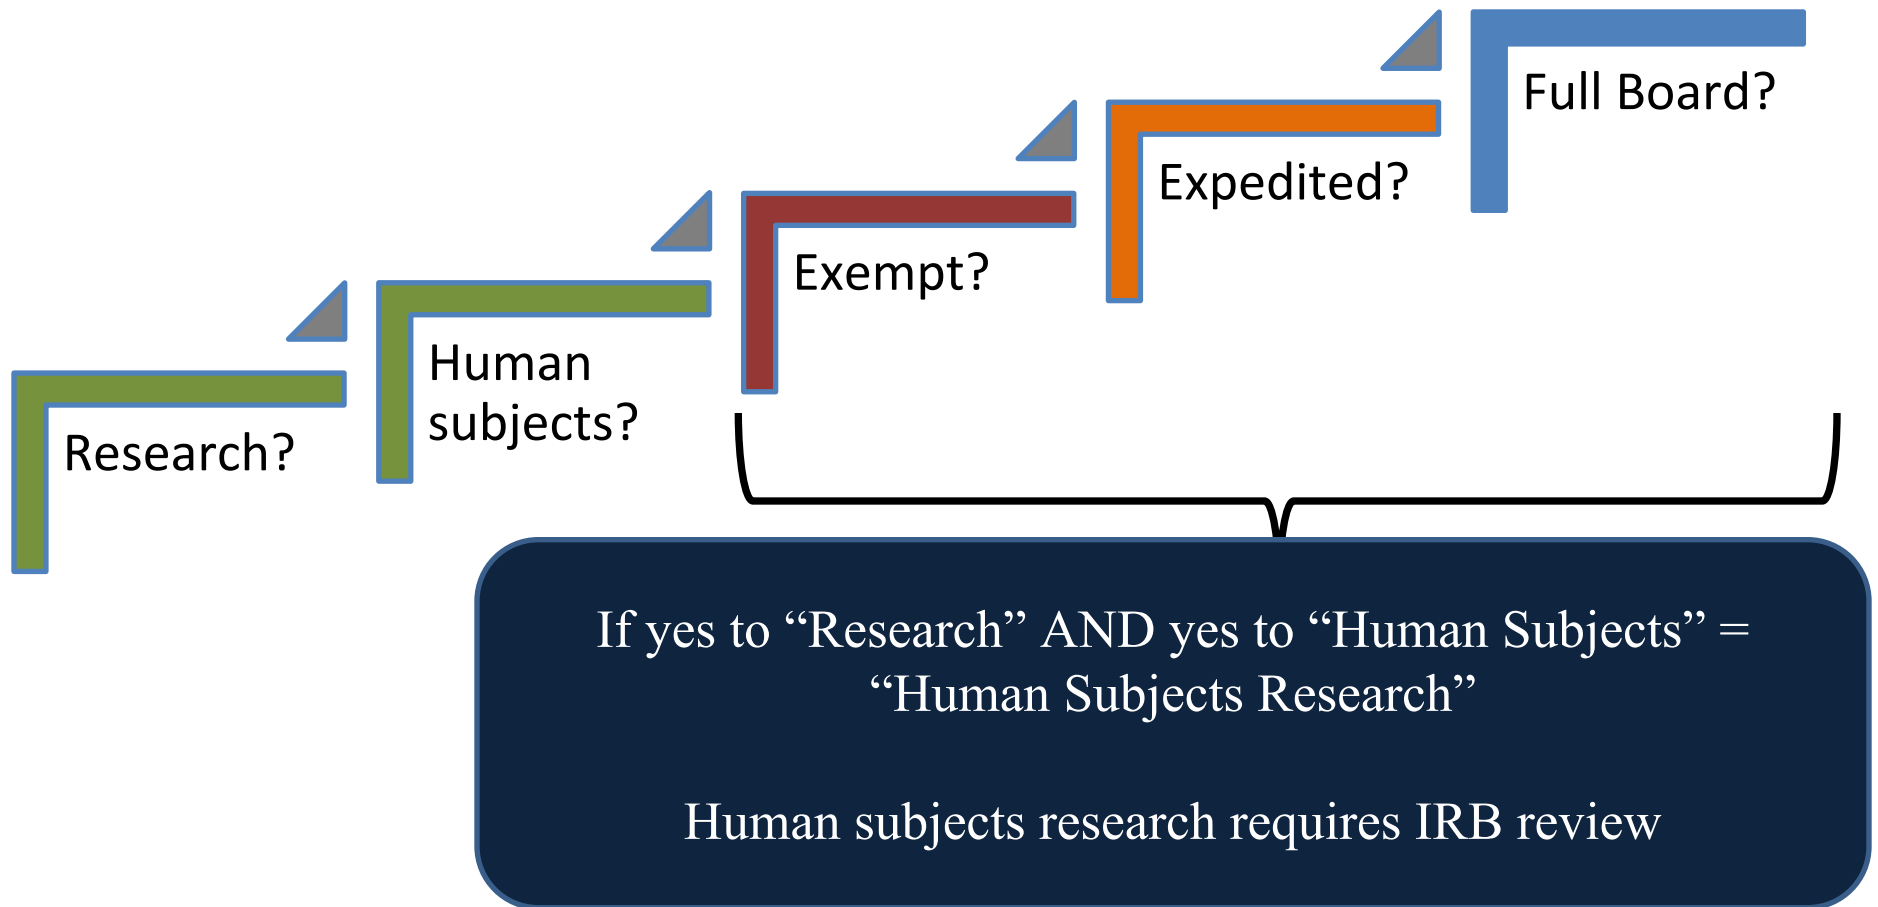 Research?
Human
subjects?
Exempt?
Expedited?
Full Board?
If yes to “Research” AND yes to “Human Subjects” =
“Human Subjects Research”
Human subjects research requires IRB review